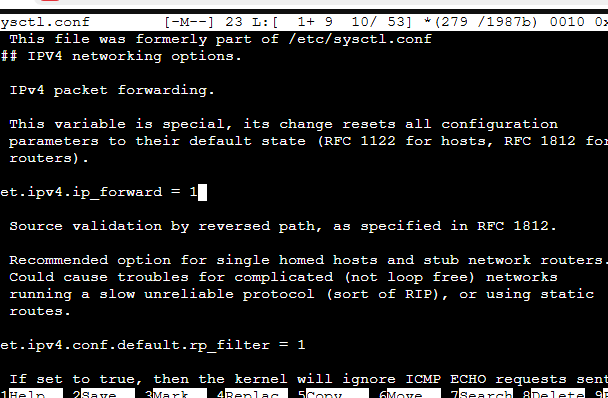 ysctl.conf [-M--] 23 L:[ 1+ 9 10/ 53] *(279 /1987b) 0010 0x
This file was formerly part of /etc/sysctl.conf
## IPV4 networking options.
IPv4 packet forwarding.
This variable is special, its change resets all configuration
parameters to their default state (RFC 1122 for hosts, RFC 1812 for
routers).
et.ipv4.ip_forward = 1
Source validation by reversed path, as specified in RFC 1812.
Recommended option for single homed hosts and stub network routers.
Could cause troubles for complicated (not loop free) networks
running a slow unreliable protocol (sort of RIP), or using static
routes.
et.ipv4.conf.default.rp_filter = 1
If set to true, then the kernel will ignore ICMP ECHO requests sent
1Help 2Save 3Mark 4Replac 5Copy 6Move 7Search 8Delete 9